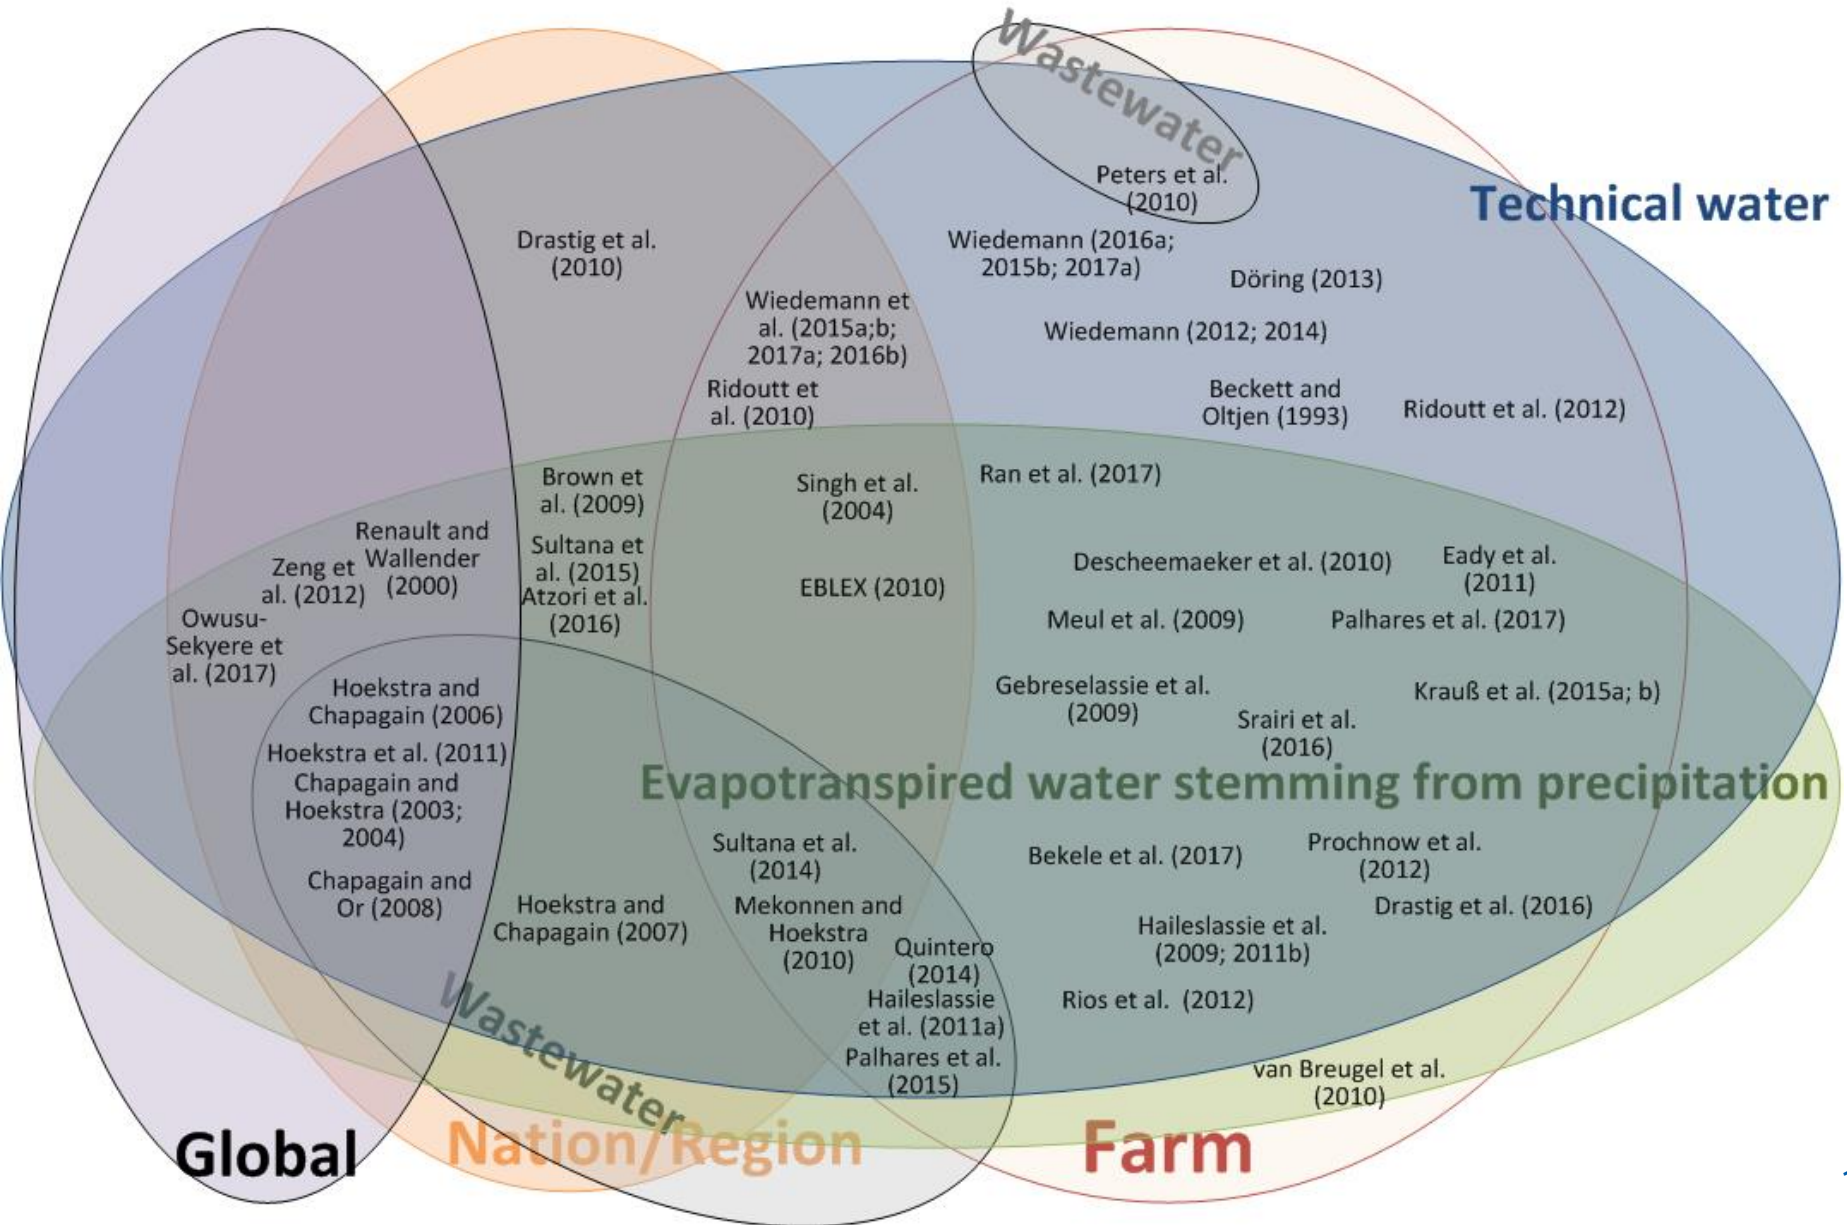 Wastewater
Peters et al.
(2010)
Technical water
Drastig et al.
(2010)
Wiedemann (2016a;
2015b; 2017a)
Döring (2013)
Wiedemann et
al. (2015a;b;
2017a; 2016b)
Wiedemann (2012; 2014)
Ridoutt et
al. (2010)
Beckett and
Oltjen (1993)
Ridoutt et al. (2012)
Brown et
al. (2009)
Singh et al.
(2004)
Ran et al. (2017)
Renault and
Wallender
(2000)
Zeng et
al. (2012)
Sultana et
al. (2015)
Atzori et al.
(2016)
EBLEX (2010)
Descheemaeker et al. (2010)
Eady et al.
(2011)
Owusu-
Sekyere et
al. (2017)
Meul et al. (2009)
Palhares et al. (2017)
Hoekstra and
Chapagain (2006)
Gebreselassie et al.
(2009)
Krauß et al. (2015a; b)
Srairi et al.
(2016)
Hoekstra et al. (2011)
Chapagain and
Hoekstra (2003;
2004)
Evapotranspired water stemming from precipitation
Sultana et al.
(2014)
Bekele et al. (2017)
Prochnow et al.
(2012)
Chapagain and
Or (2008)
Hoekstra and
Chapagain (2007)
Mekonnen and
Hoekstra
(2010)
Drastig et al. (2016)
Quintero
(2014)
Haileslassie et al.
(2009; 2011b)
Haileslassie
et al. (2011a)
Rios et al. (2012)
Wastewater
Palhares et al.
(2015)
van Breugel et al.
(2010)
Global
Nation/Region
Farm